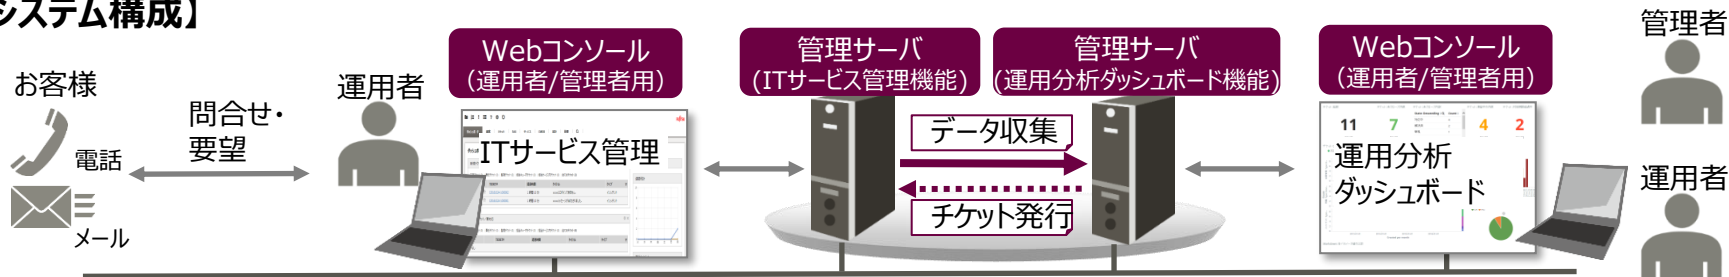 システム構成】
お客様
電話
メール
問合せ・
要望
運用者
Webコンソール
(運用者/管理者用)
ITサービス管理
管理サーバ
(ITサービス管理機能)
データ収集
チケット発行
管理サーバ
(運用分析ダッシュボード機能)
Webコンソール
(運用者/管理者用)
11
7
4
2
運用分析
ダッシュボード
管理者
運用者